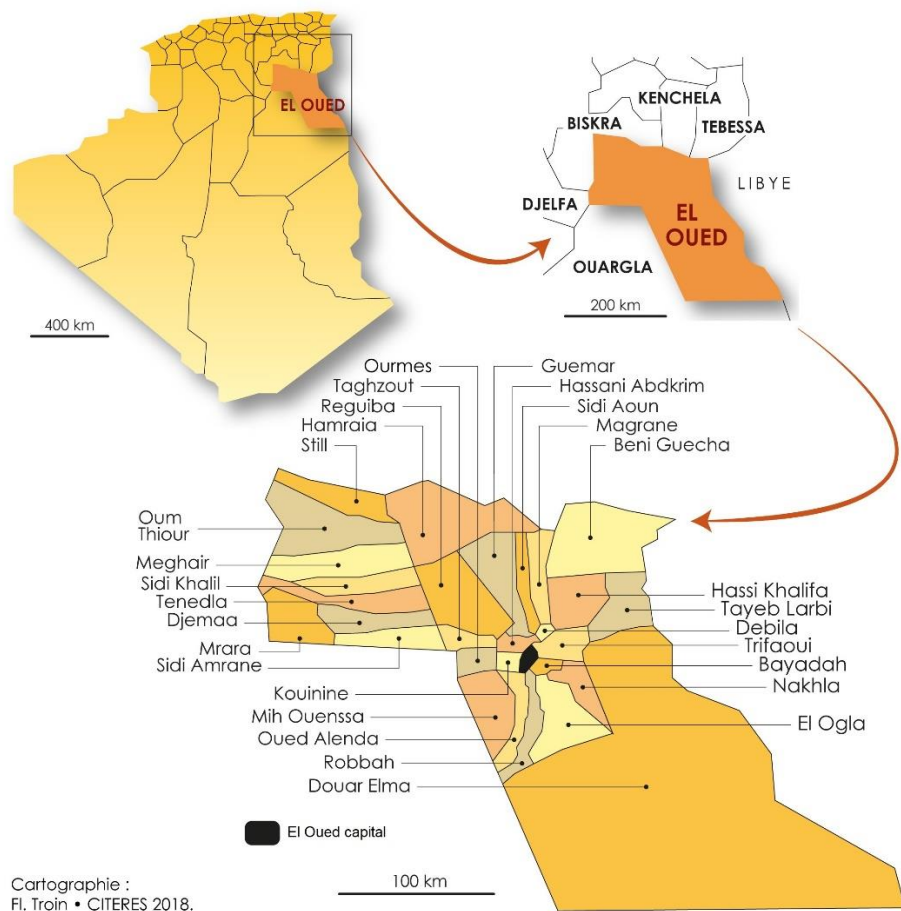 EL OUED
400 km
KENCHELA
BISKRA
TEBESSA
LIBYE
DJELFA
EL
OUED
OUARGLA
200 km
Ourmes
Taghzout
Reguiba
Hamraia
Still
Guemar
Hassani Abdkrim
Sidi Aoun
Magrane
Beni Guecha
Oum
Thiour
Meghair
Sidi Khalil
Tenedla
Djemaa
Mrara
Sidi Amrane
Hassi Khalifa
Tayeb Larbi
Debila
Trifaoui
Bayadah
Nakhla
El Ogla
Kouinine
Mih Ouenssa
Oued Alenda
Robbah
Douar Elma
El Oued capital
100 km
Cartographie :
Fl. Troin • CITERES 2018.